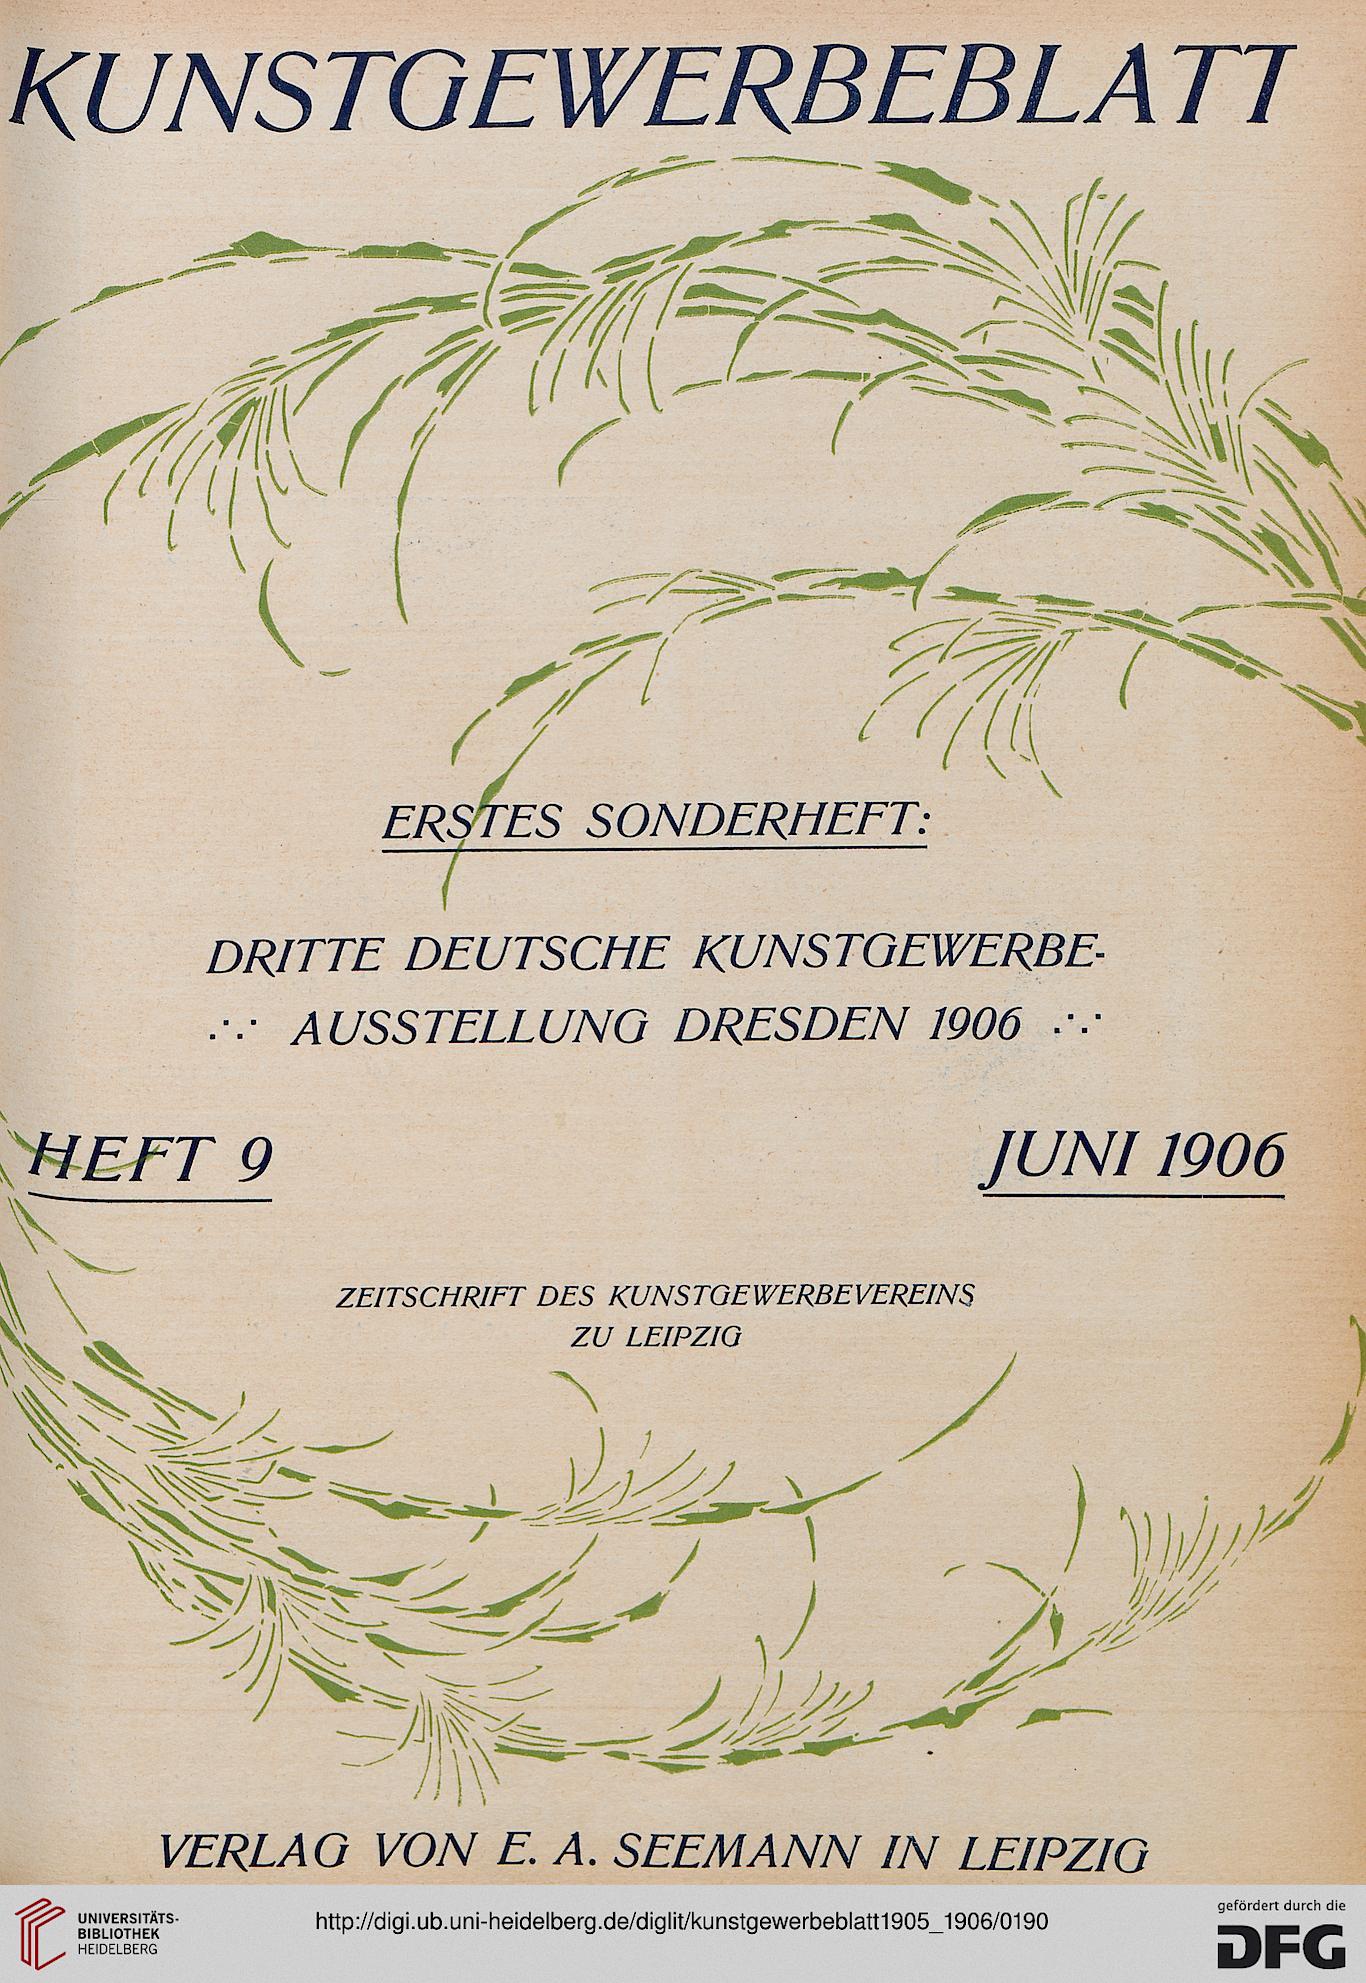 KUNSTGEWERBEBLATT
ERSTES SONDERHEFT:
DRITTE DEUTSCHE KUNSTGEWERBE-
.·.· AUSSTELLUNG DRESDEN 1906 .·.·
HEFT 9
JUNI 1906
ZEITSCHRIFT DES KUNSTGEWERBEVEREINS
ZU LEIPZIG
VERLAG VON E. A. SEEMANN IN LEIPZIG
UNIVERSITÄTS-
BIBLIOTHEK
HEIDELBERG
http://digi.ub.uni-heidelberg.de/diglit/kunstgewerbeblatt1905_1906/0190
gefördert durch die
DFG